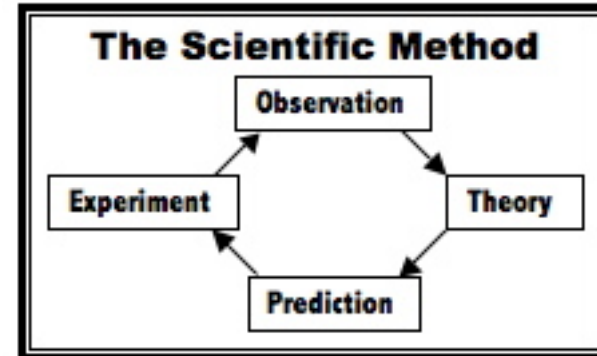 The Scientific Method
Observation
Experiment
Theory
Prediction